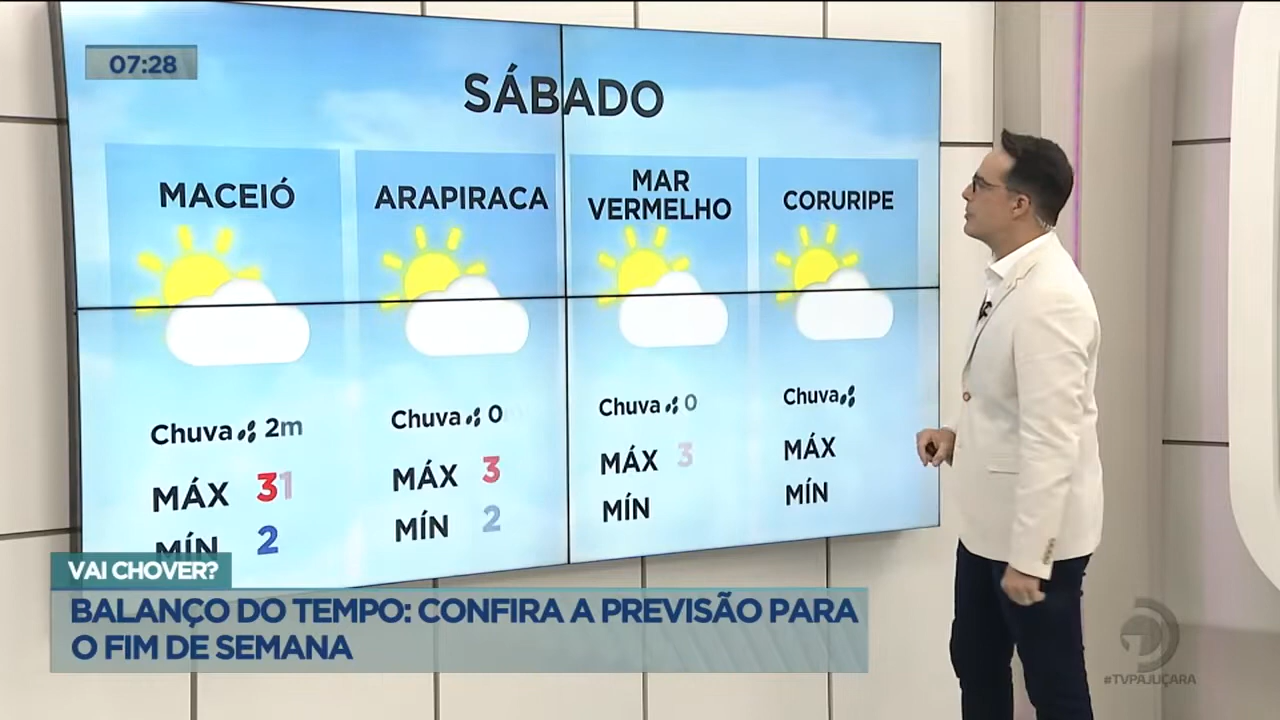 07:28
SÁBADO
MACEIÓ
ARAPIRACA
MAR
VERMELHO
CORURIPE
Chuva 2m
Chuva 0
Chuva 0
Chuva
MÁX 31
MÁX 3
MÁX 3
MÁX
MÍN 2
MÍN 2
MÍN
MÍN
VAI CHOVER?
BALANÇO DO TEMPO: CONFIRA A PREVISÃO PARA
O FIM DE SEMANA
#TVPAJUÇARA